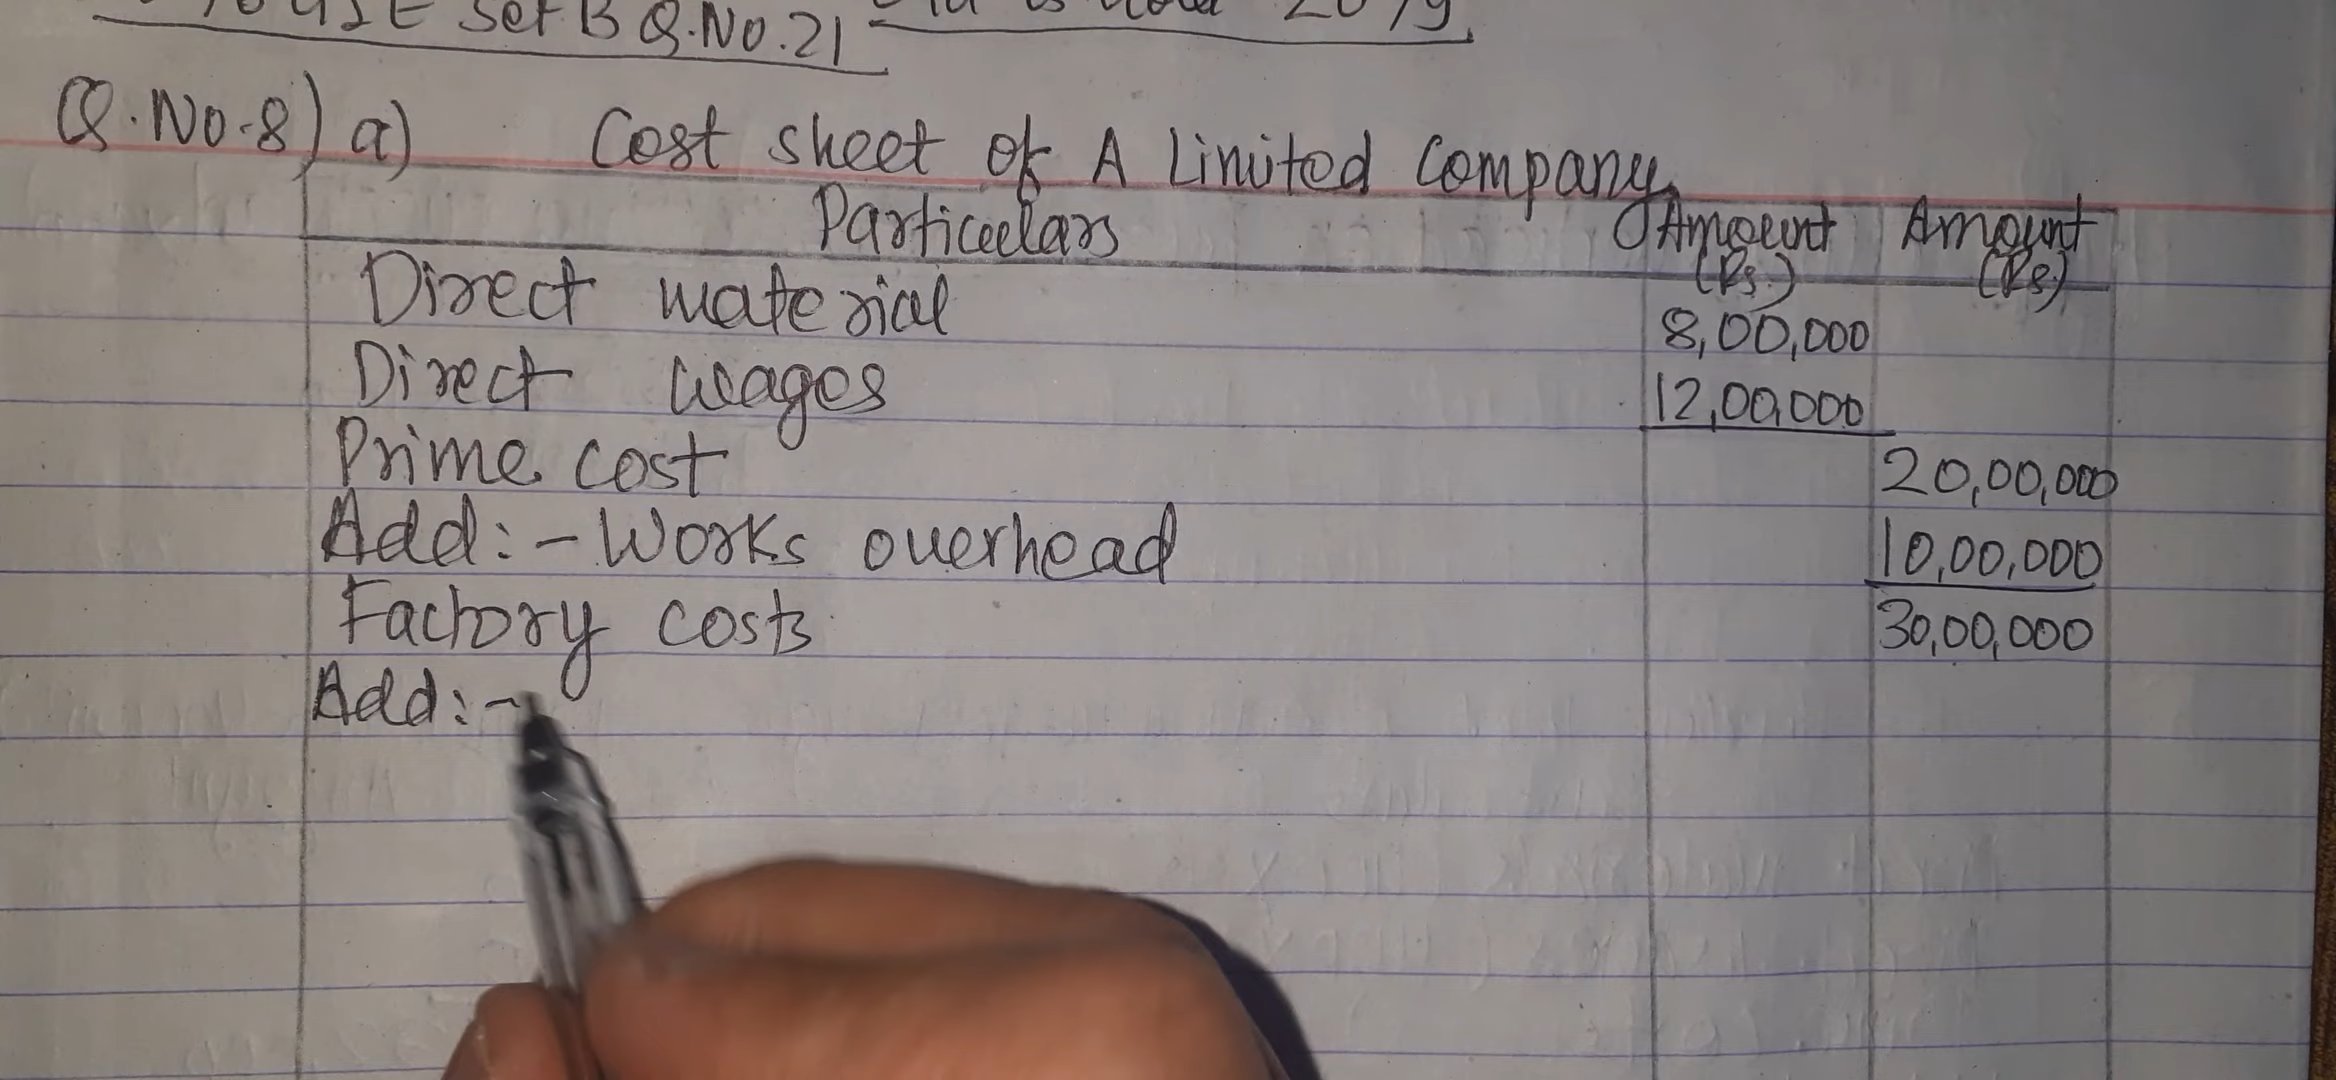 Set B Q.No.21
Q.No.8) a) Cost sheet of A Limited Company
Particulars Amount (Rs.) Amount (Rs)
Direct material 8,00,000
Direct wages 12,00,000
Prime cost 20,00,000
Add:- Works overhead 10,00,000
Factory costs 30,00,000
Add:-